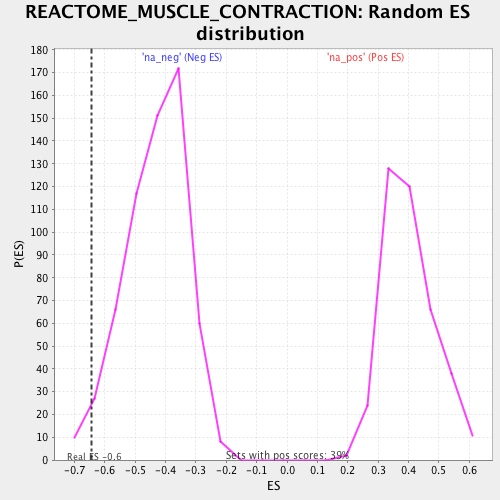 REACTOME_MUSCLE_CONTRACTION: Random ES
distribution
'na_neg' (Neg ES)
'na_pos' (Pos ES)
180
170
160
150
140
130
120
110
100
90
80
70
60
50
40
30
20
10
0
P(ES)
Real ES -0.6
Sets with pos scores: 39%
-0.7 -0.6 -0.5 -0.4 -0.3 -0.2 -0.1 0.0 0.1 0.2 0.3 0.4 0.5 0.6
ES